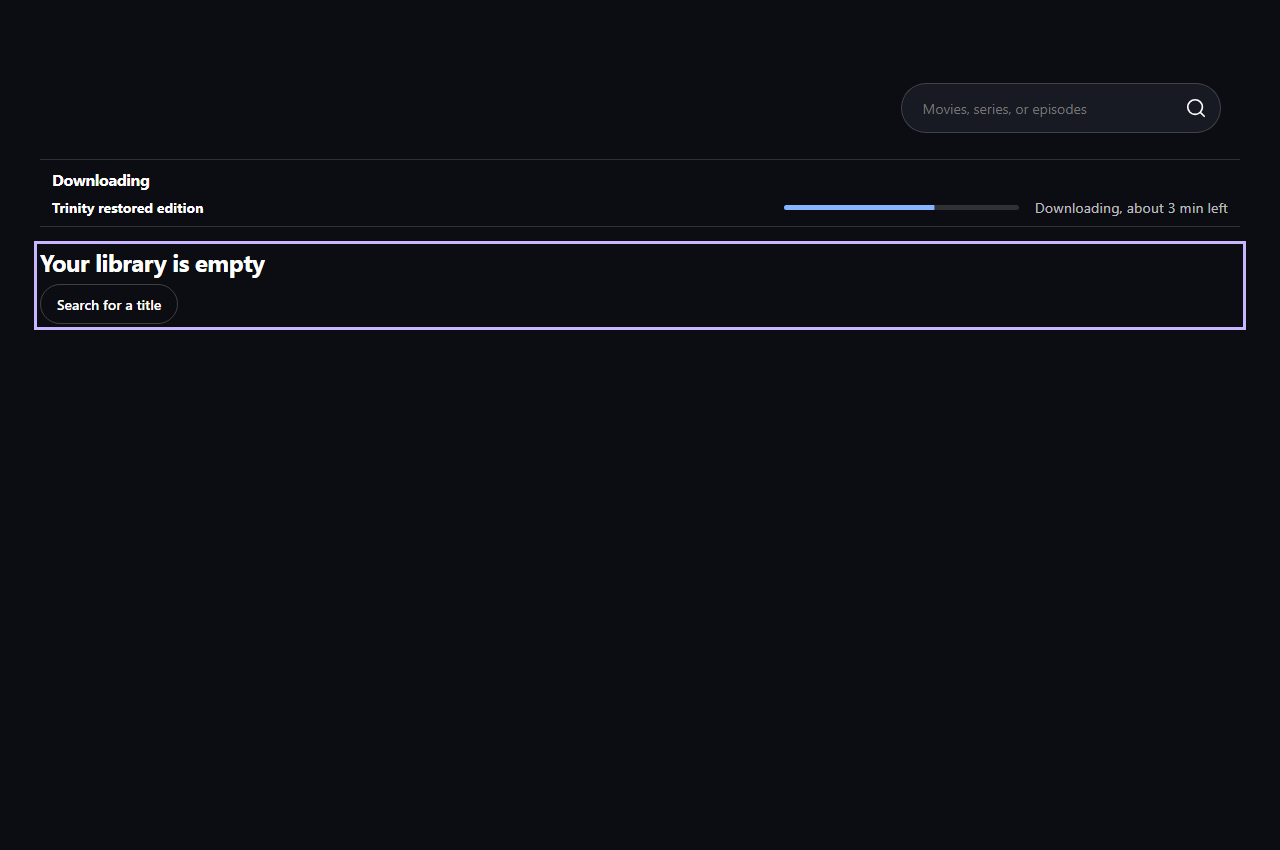 Movies, series, or episodes
Downloading
Trinity restored edition
Downloading, about 3 min left
Your library is empty
Search for a title